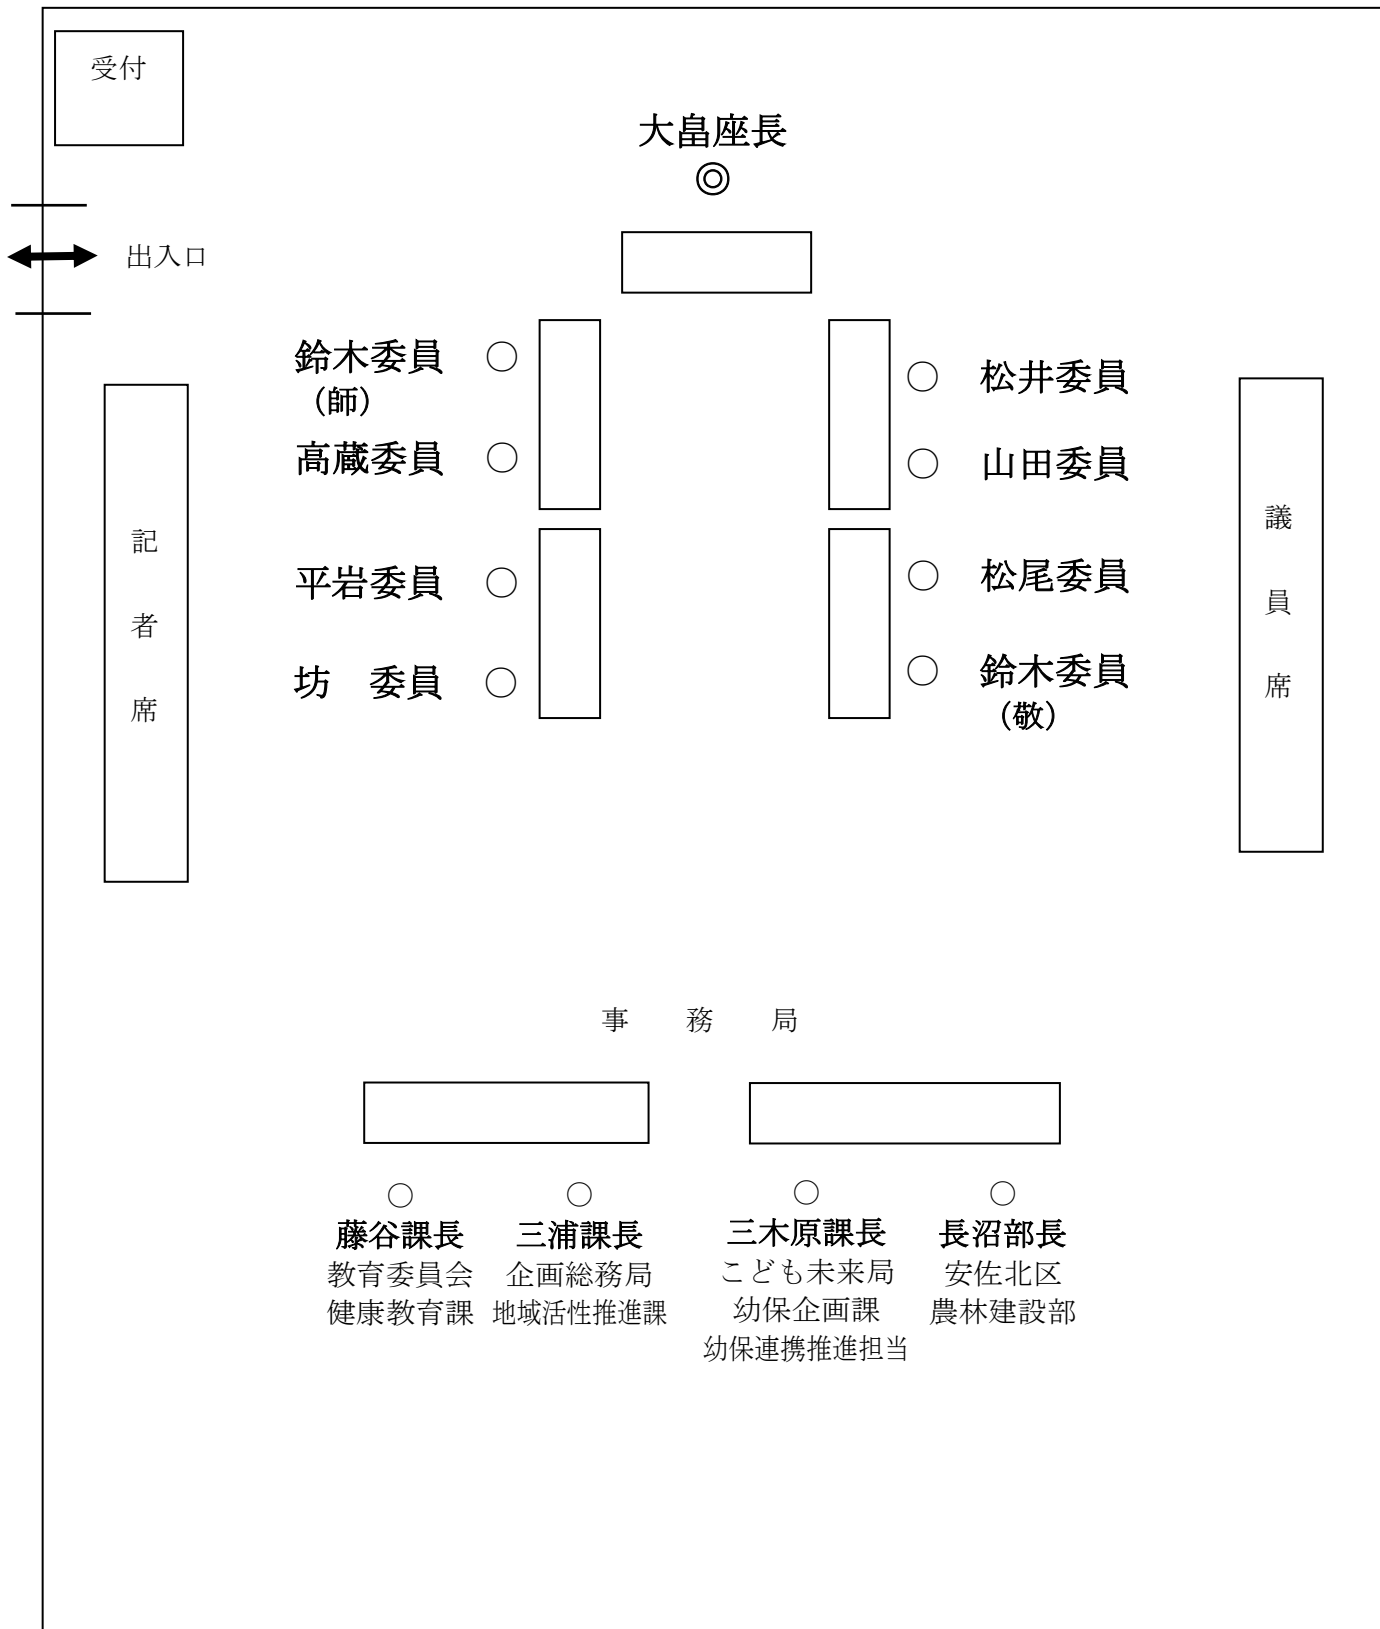 受付
大畠座長
出入口
鈴木委員
（師）
高蔵委員
平岩委員
坊　委員
松井委員
山田委員
松尾委員
鈴木委員
（敬）
記者席
議員席
事　務　局
藤谷課長
教育委員会
健康教育課
三浦課長
企画総務局
地域活性推進課
三木原課長
こども未来局
幼保企画課
幼保連携推進担当
長沼部長
安佐北区
農林建設部